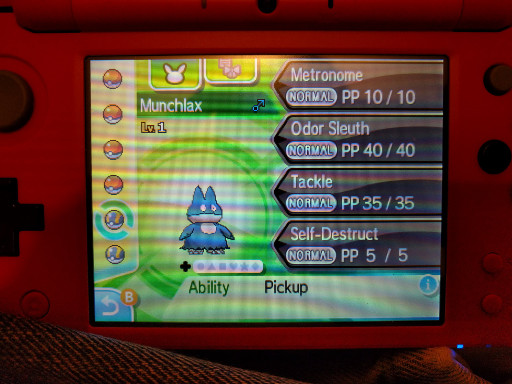 Munchlax ♂
Lv. 1
Metronome
NORMAL PP 10 / 10
Odor Sleuth
NORMAL PP 40 / 40
Tackle
NORMAL PP 35 / 35
Self-Destruct
NORMAL PP 5 / 5
Ability Pickup
B
i